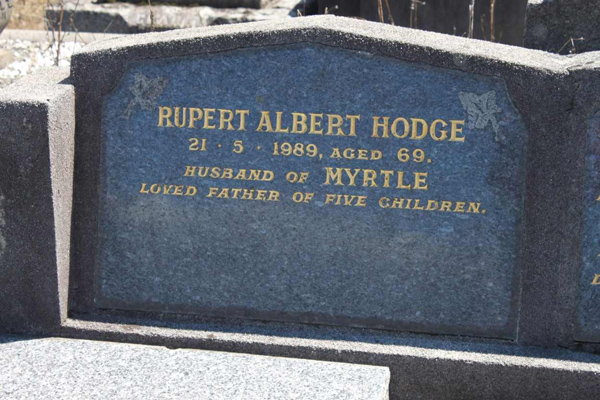 RUPERT ALBERT HODGE
21 · 5 · 1989, AGED 69.
HUSBAND OF MYRTLE
LOVED FATHER OF FIVE CHILDREN.